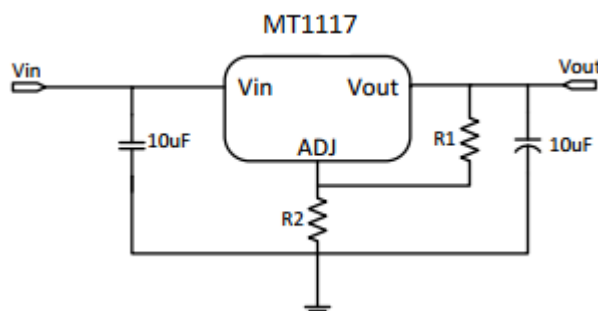 MT1117
Vin
Vin
Vout
Vout
10uF
ADJ
R1
10uF
R2